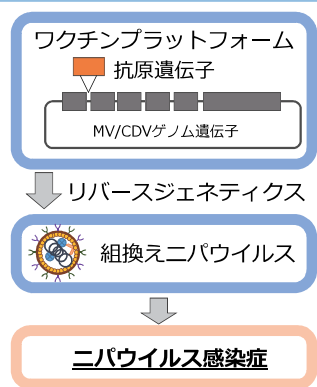 ワクチンプラットフォーム
抗原遺伝子
MV/CDVゲノム遺伝子
リバースジェネティクス
組換えニパウイルス
ニパウイルス感染症